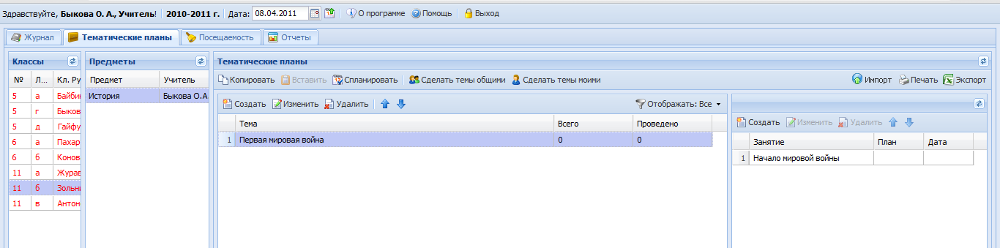 Здравствуйте, Быкова О. А., Учитель! 2010-2011 г. Дата: 08.04.2011 О программе Помощь Выход
Журнал Тематические планы Посещаемость Отчеты
Классы Предметы Тематические планы
№ Л... Кл. Ру Предмет Учитель
Копировать Вставить Спланировать Сделать темы общими Сделать темы моими Импорт Печать Экспорт
5 а Байби История Быкова О.А
5 г Быков
5 д Гайфу
6 а Пахар
6 б Конов
11 а Журав
11 б Зольни
11 в Антон
Создать Изменить Удалить Отображать: Все
Тема Всего Проведено
1 Первая мировая война 0 0
Создать Изменить Удалить
Занятие План Дата
1 Начало мировой войны